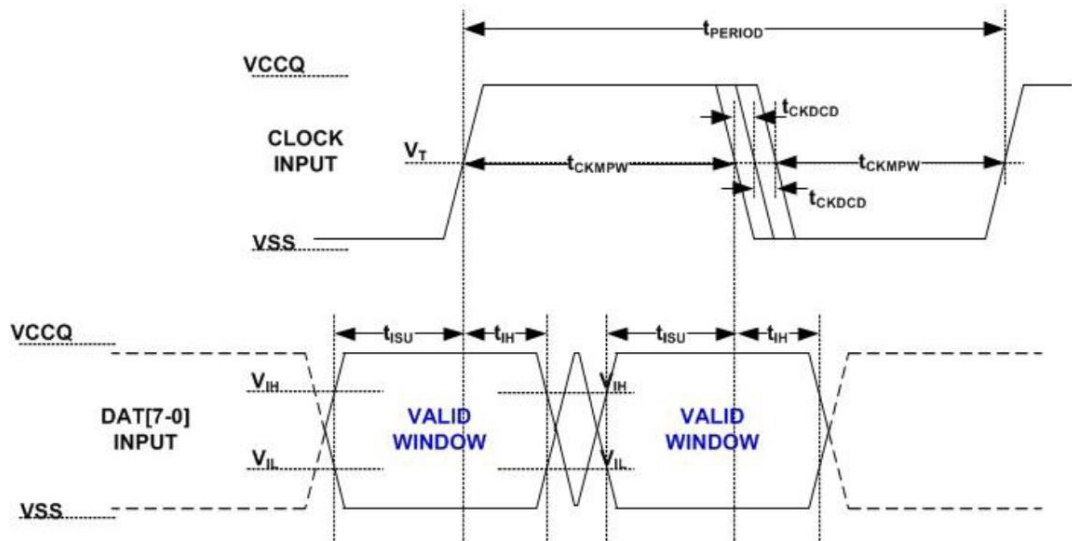 tPERIOD
VCCQ
tCKDCD
CLOCK
INPUT
VT
tCKMPW
tCKMPW
tCKDCD
VSS
VCCQ
tISU
tIH
tISU
tIH
VIH
VIH
DAT[7-0]
INPUT
VALID
WINDOW
VALID
WINDOW
VIL
VIL
VSS